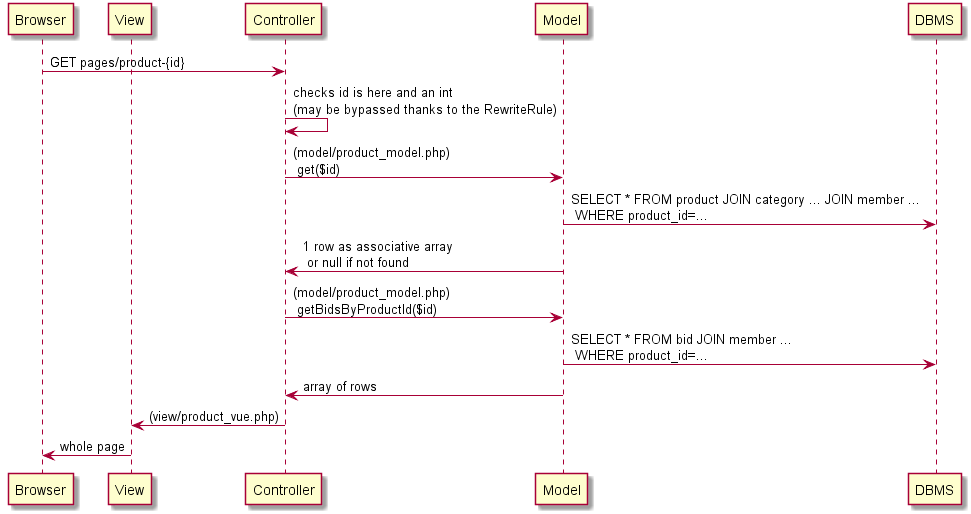 Browser View Controller Model DBMS
GET pages/product-{id}
checks id is here and an int
(may be bypassed thanks to the RewriteRule)
(model/product_model.php)
get($id)
SELECT * FROM product JOIN category ... JOIN member ...
WHERE product_id=...
1 row as associative array
or null if not found
(model/product_model.php)
getBidsByProductId($id)
SELECT * FROM bid JOIN member ...
WHERE product_id=...
array of rows
(view/product_vue.php)
whole page
Browser View Controller Model DBMS